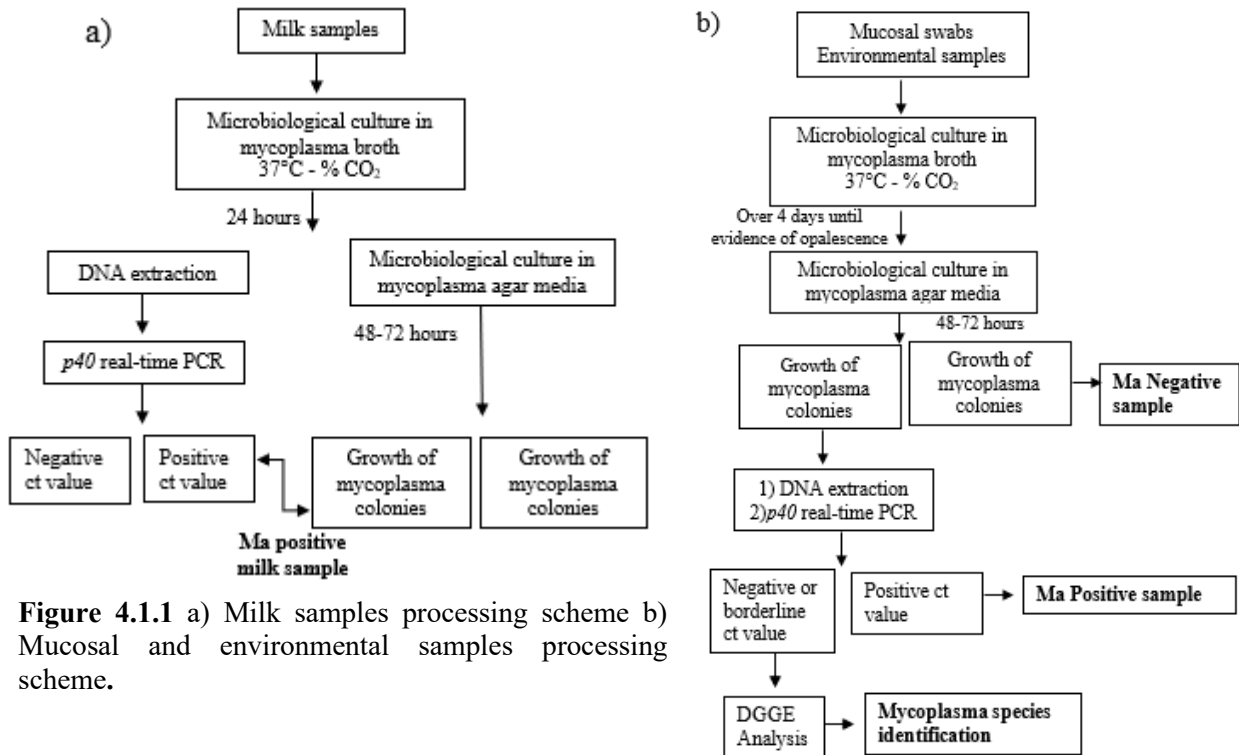 a)
Milk samples
Microbiological culture in
mycoplasma broth
37°C - % CO₂
24 hours
DNA extraction
Microbiological culture in
mycoplasma agar media
48-72 hours
p40 real-time PCR
Negative
ct value
Positive
ct value
Growth of
mycoplasma
colonies
Growth of
mycoplasma
colonies
Ma positive
milk sample
Figure 4.1.1 a) Milk samples processing scheme b)
Mucosal and environmental samples processing
scheme.
b)
Mucosal swabs
Environmental samples
Microbiological culture in
mycoplasma broth
37°C - % CO₂
Over 4 days until
evidence of opalescence
Microbiological culture in
mycoplasma agar media
48-72 hours
Growth of
mycoplasma
colonies
Growth of
mycoplasma
colonies
Ma Negative
sample
1) DNA extraction
2)p40 real-time PCR
Negative or
borderline
ct value
Positive ct
value
Ma Positive sample
DGGE
Analysis
Mycoplasma species
identification